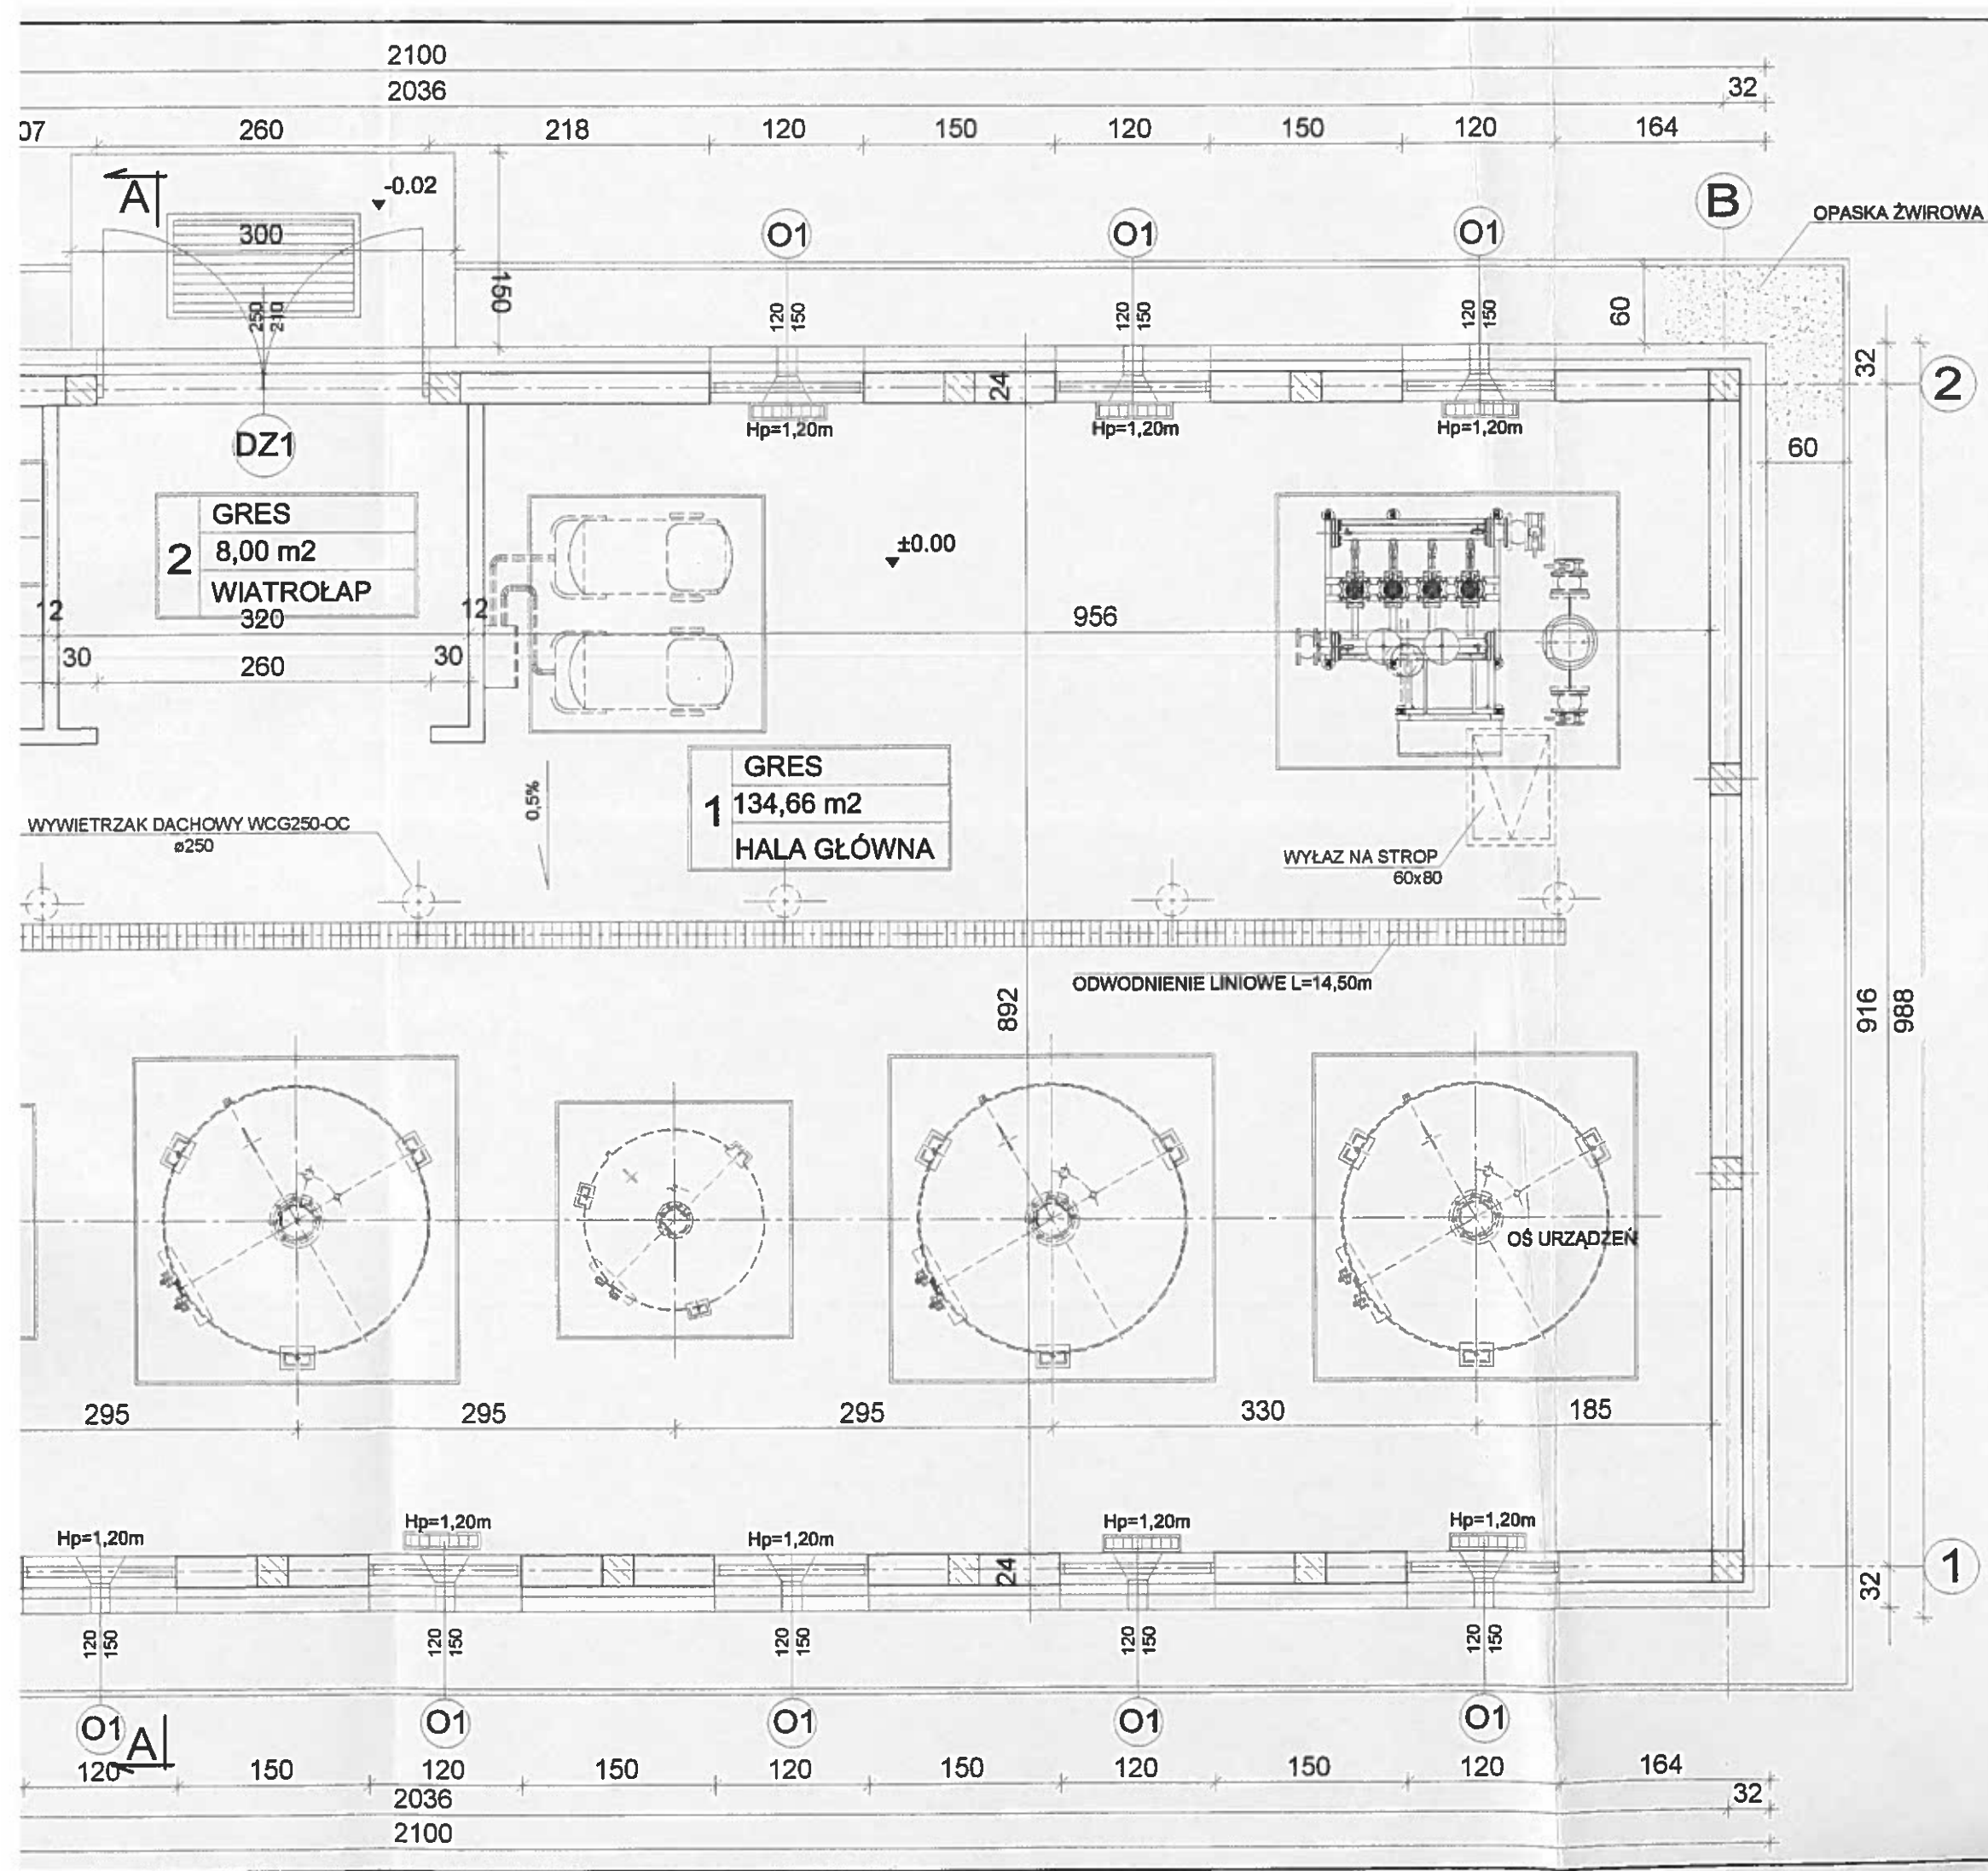 2100
2036
32
07
260
218
120
150
120
150
120
164
A
-0.02
B
OPASKA ŻWIROWA
300
O1
O1
O1
150
250
210
120
150
120
150
120
150
60
32
2
24
Hp=1,20m
Hp=1,20m
Hp=1,20m
DZ1
60
2
GRES
8,00 m2
WIATROŁAP
±0.00
12
320
12
956
30
260
30
1
GRES
134,66 m2
HALA GŁÓWNA
0,5%
WYWIETRZAK DACHOWY WCG250-OC
ø250
WYŁAZ NA STROP
60x80
ODWODNIENIE LINIOWE L=14,50m
892
916
988
OŚ URZĄDZEŃ
295
295
295
330
185
Hp=1,20m
Hp=1,20m
Hp=1,20m
Hp=1,20m
Hp=1,20m
24
32
1
120
150
120
150
120
150
120
150
120
150
O1
O1
O1
O1
O1
A
120
150
120
150
120
150
120
150
120
164
2036
32
2100